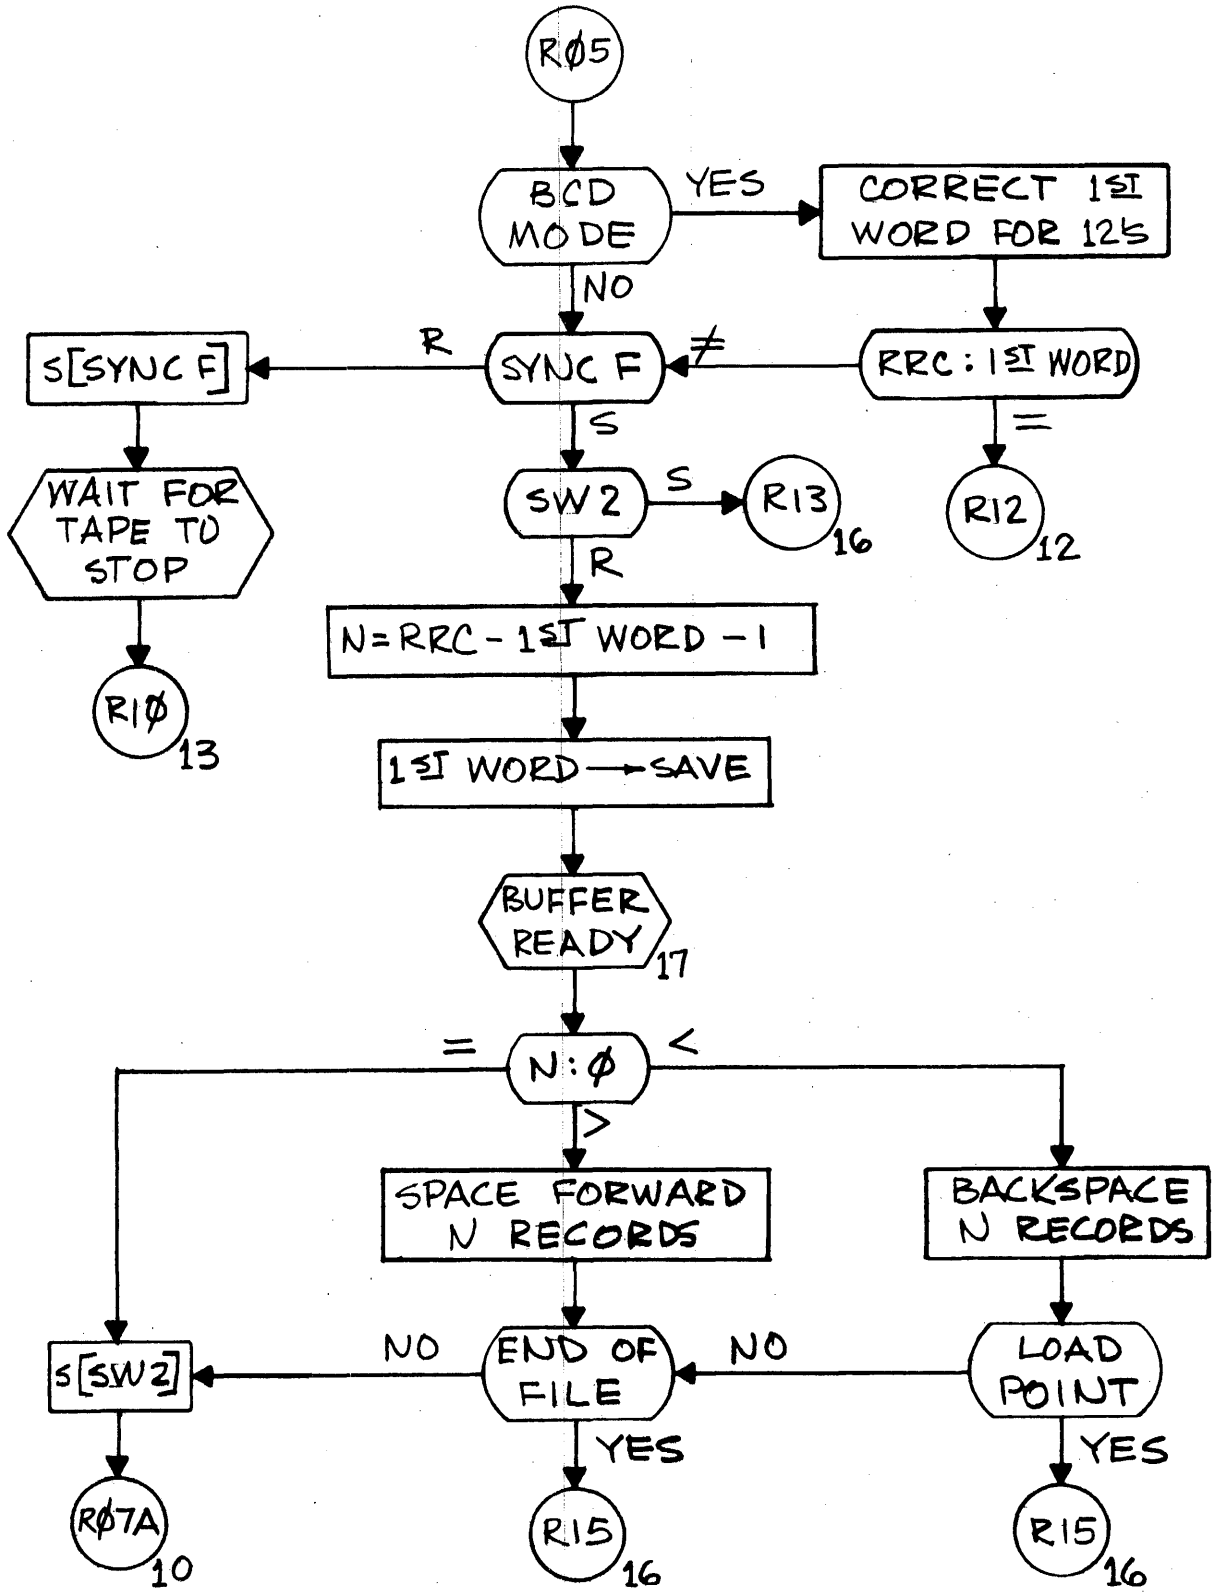 RØ5
BCD
MODE
YES
CORRECT 1ST
WORD FOR 12'S
NO
S[SYNC F]
R
SYNC F
≠
RRC : 1ST WORD
S
=
WAIT FOR
TAPE TO
STOP
SW2
S
R13
16
R12
12
R
N=RRC - 1ST WORD - 1
R1Ø
13
1ST WORD → SAVE
BUFFER
READY
17
=
N:Ø
<
>
SPACE FORWARD
N RECORDS
BACKSPACE
N RECORDS
S[SW2]
NO
END OF
FILE
NO
LOAD
POINT
YES
YES
RØ7A
10
R15
16
R15
16